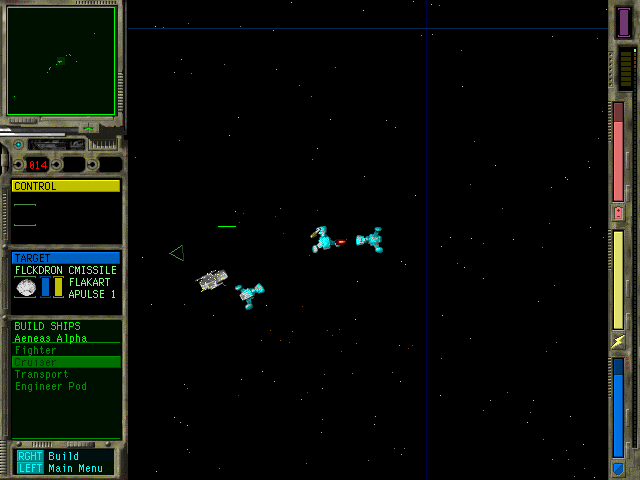 014
CONTROL
TARGET
FLCKDRON CMISSILE
FLAKART
APULSE 1
BUILD SHIPS
Aeneas Alpha
Fighter
Cruiser
Transport
Engineer Pod
RGHT Build
LEFT Main Menu